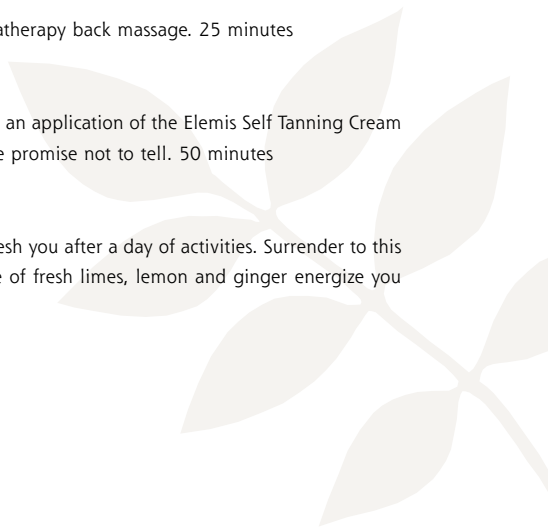 atherapy back massage. 25 minutes
an application of the Elemis Self Tanning Cream
e promise not to tell. 50 minutes
esh you after a day of activities. Surrender to this
e of fresh limes, lemon and ginger energize you